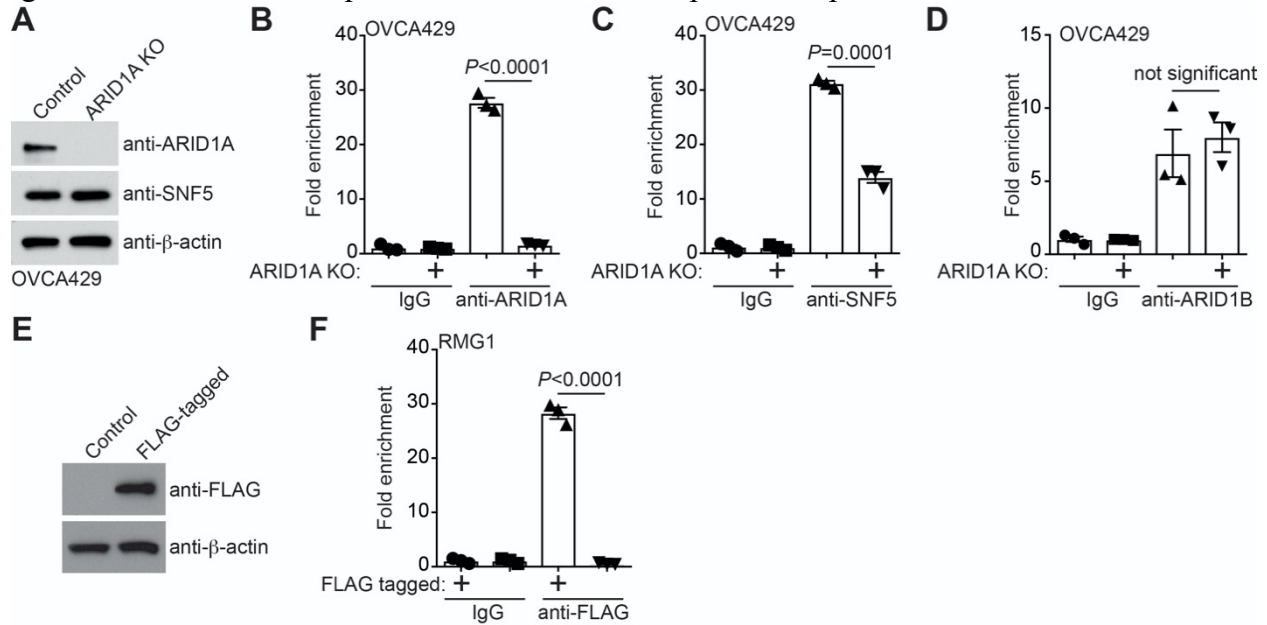 A
Control
ARID1A KO
anti-ARID1A
anti-SNF5
anti-β-actin
OVCA429
B
OVCA429
Fold enrichment
40
30
20
10
0
P<0.0001
ARID1A KO: + +
IgG anti-ARID1A
C
OVCA429
Fold enrichment
40
30
20
10
0
P=0.0001
ARID1A KO: + +
IgG anti-SNF5
D
OVCA429
Fold enrichment
15
10
5
0
not significant
ARID1A KO: + +
IgG anti-ARID1B
E
Control
FLAG-tagged
anti-FLAG
anti-β-actin
F
RMG1
Fold enrichment
40
30
20
10
0
P<0.0001
FLAG tagged: + +
IgG anti-FLAG